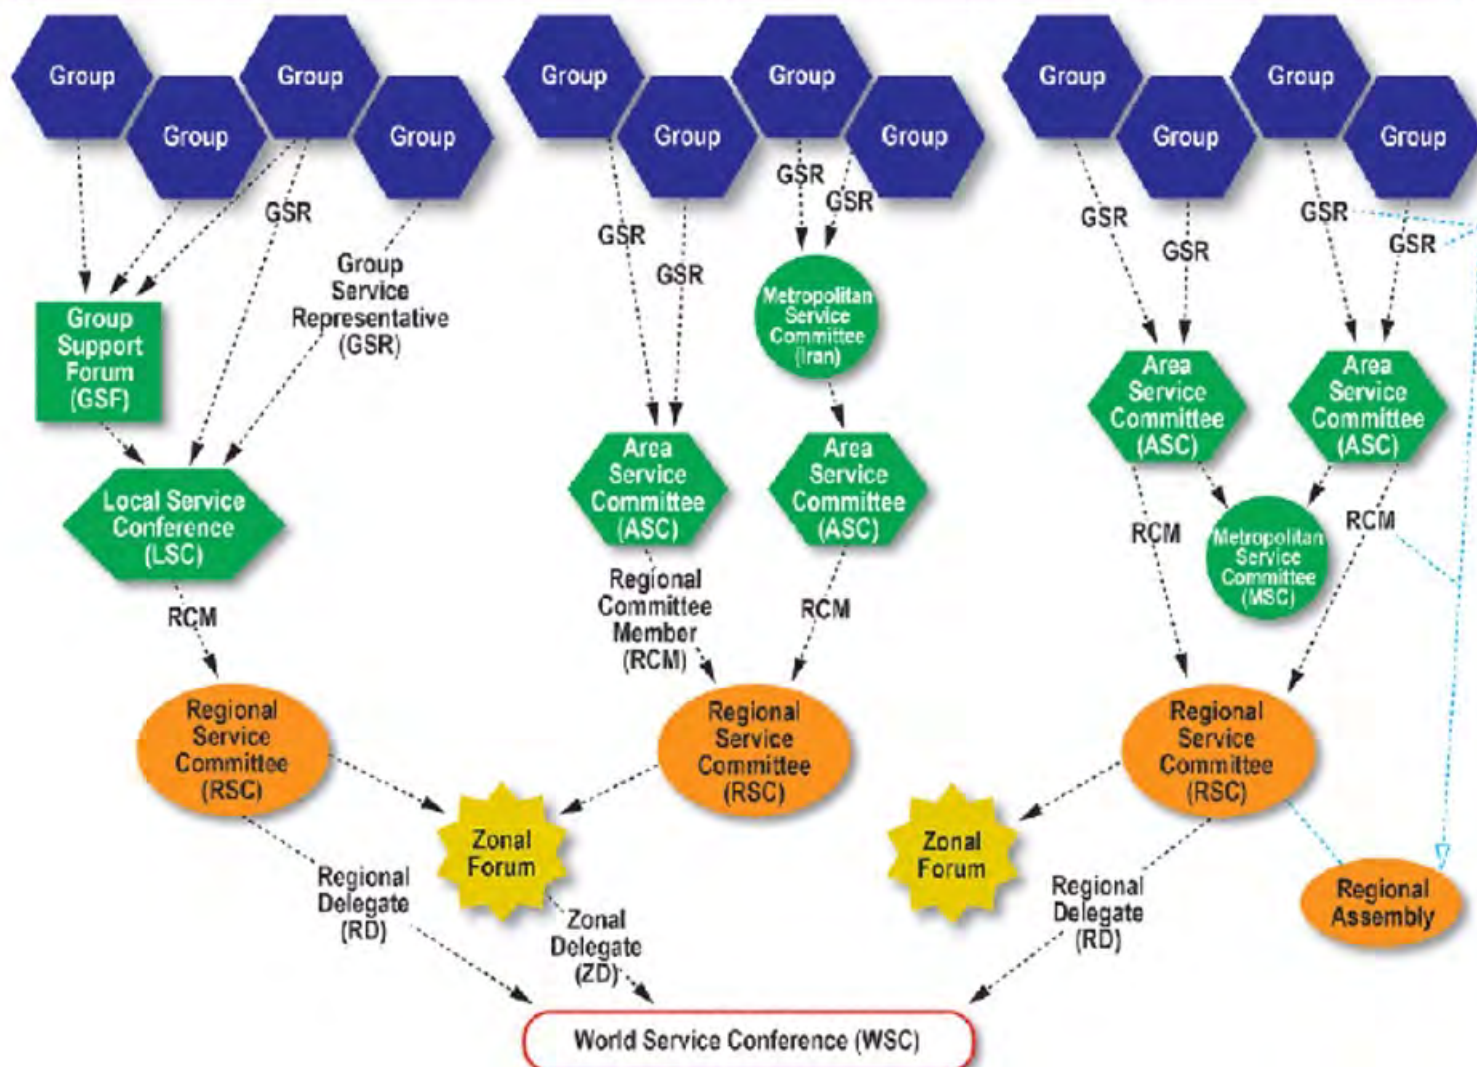 Group
Group
Group
Group
Group
Group
Group
Group
Group
Group
Group
Group
GSR
Group
Service
Representative
(GSR)
Group
Support
Forum
(GSF)
Local Service
Conference
(LSC)
RCM
Regional
Service
Committee
(RSC)
GSR
GSR
GSR
GSR
Metropolitan
Service
Committee
(Iran)
Area
Service
Committee
(ASC)
Area
Service
Committee
(ASC)
Regional
Committee
Member
(RCM)
RCM
Regional
Service
Committee
(RSC)
GSR
GSR
GSR
GSR
Area
Service
Committee
(ASC)
Area
Service
Committee
(ASC)
RCM
Metropolitan
Service
Committee
(MSC)
RCM
Regional
Service
Committee
(RSC)
Zonal
Forum
Zonal
Forum
Regional
Assembly
Regional
Delegate
(RD)
Zonal
Delegate
(ZD)
Regional
Delegate
(RD)
World Service Conference (WSC)